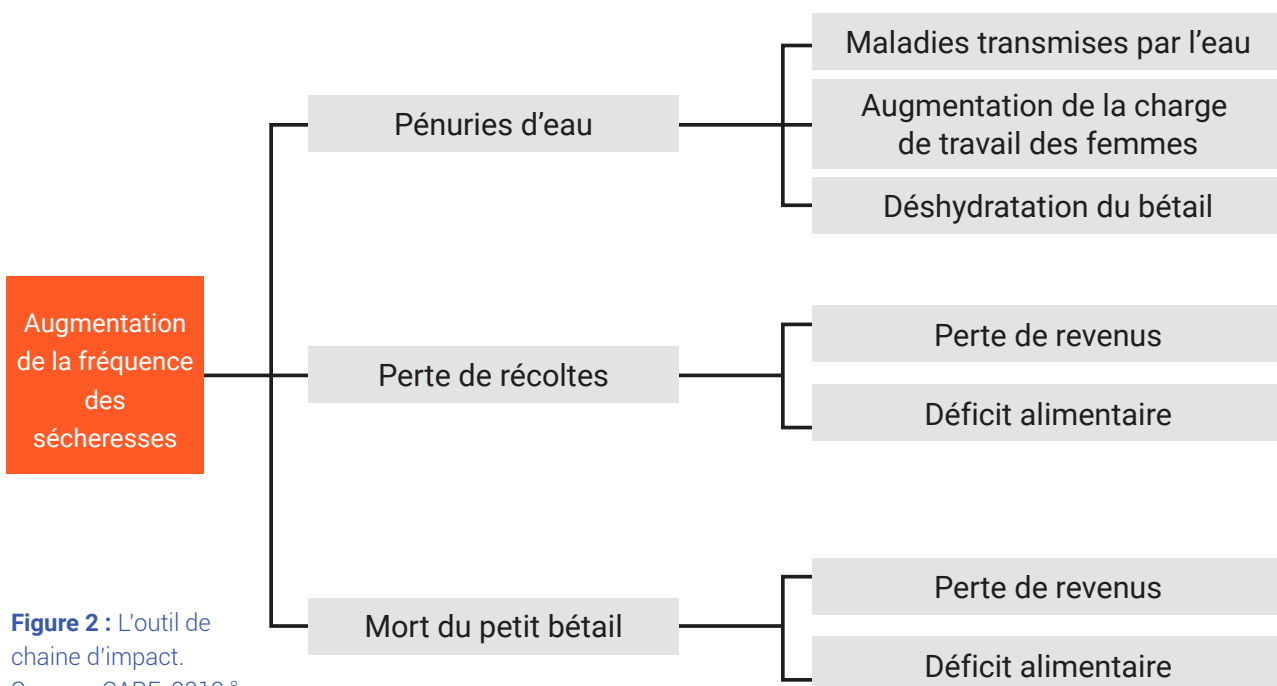 Maladies transmises par l’eau
Pénuries d’eau
Augmentation de la charge
de travail des femmes
Déshydratation du bétail
Augmentation
de la fréquence
des
sécheresses
Perte de récoltes
Perte de revenus
Déficit alimentaire
Mort du petit bétail
Perte de revenus
Déficit alimentaire
Figure 2 : L’outil de
chaine d’impact.